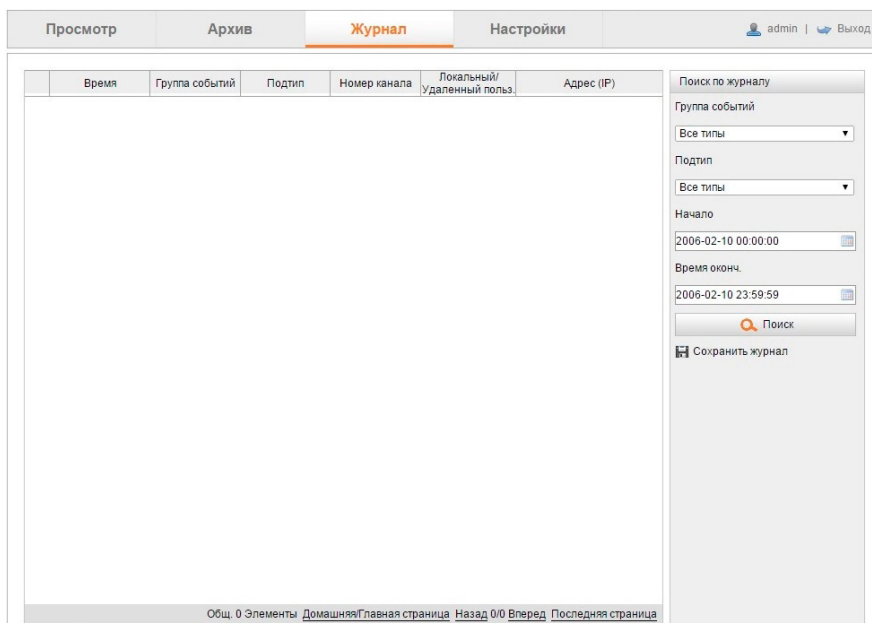 Просмотр Архив Журнал Настройки admin | Выход
Время Группа событий Подтип Номер канала Локальный/ Удаленный польз. Адрес (IP)
Поиск по журналу
Группа событий
Все типы
Подтип
Все типы
Начало
2006-02-10 00:00:00
Время оконч.
2006-02-10 23:59:59
Поиск
Сохранить журнал
Общ. 0 Элементы Домашняя/Главная страница Назад 0/0 Вперед Последняя страница